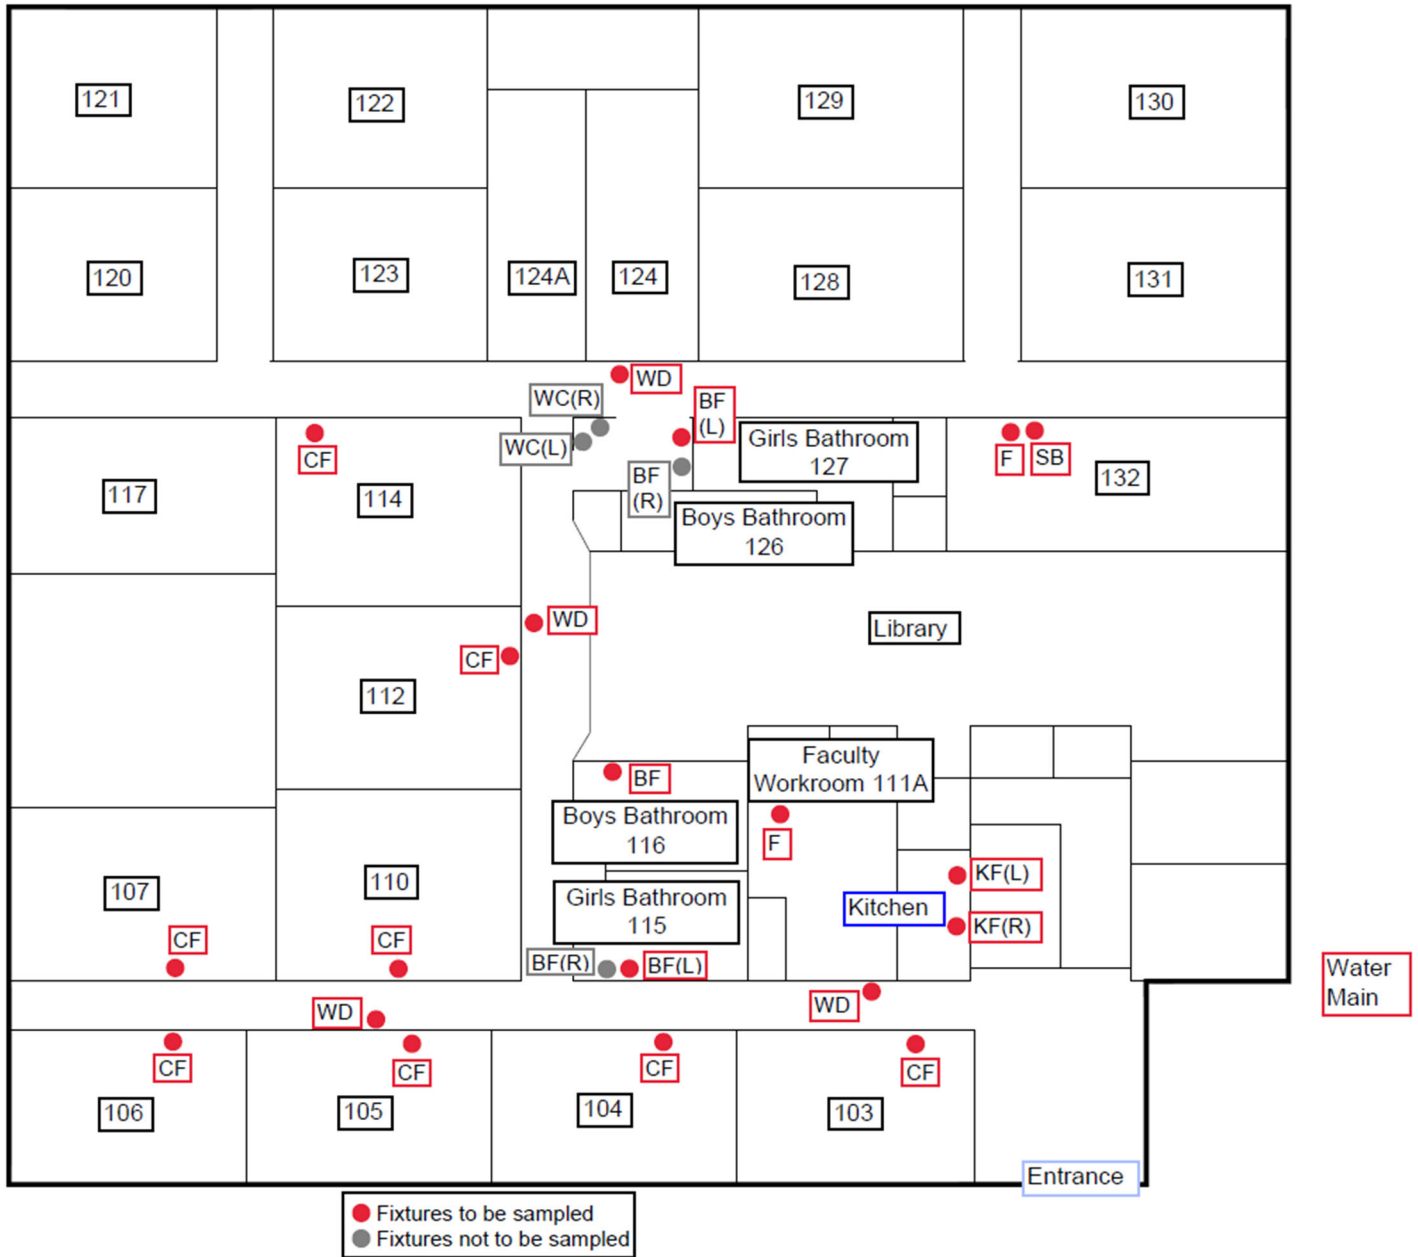 121
122
129
130
120
123
124A
124
128
131
WD
WC(R)
BF
(L)
WC(L)
Girls Bathroom
127
CF
F
SB
BF
(R)
117
114
132
Boys Bathroom
126
WD
Library
CF
112
Faculty
Workroom 111A
BF
Boys Bathroom
116
F
KF(L)
107
110
Girls Bathroom
115
Kitchen
KF(R)
CF
CF
BF(R)
BF(L)
Water
Main
WD
WD
CF
CF
CF
CF
106
105
104
103
Entrance
Fixtures to be sampled
Fixtures not to be sampled